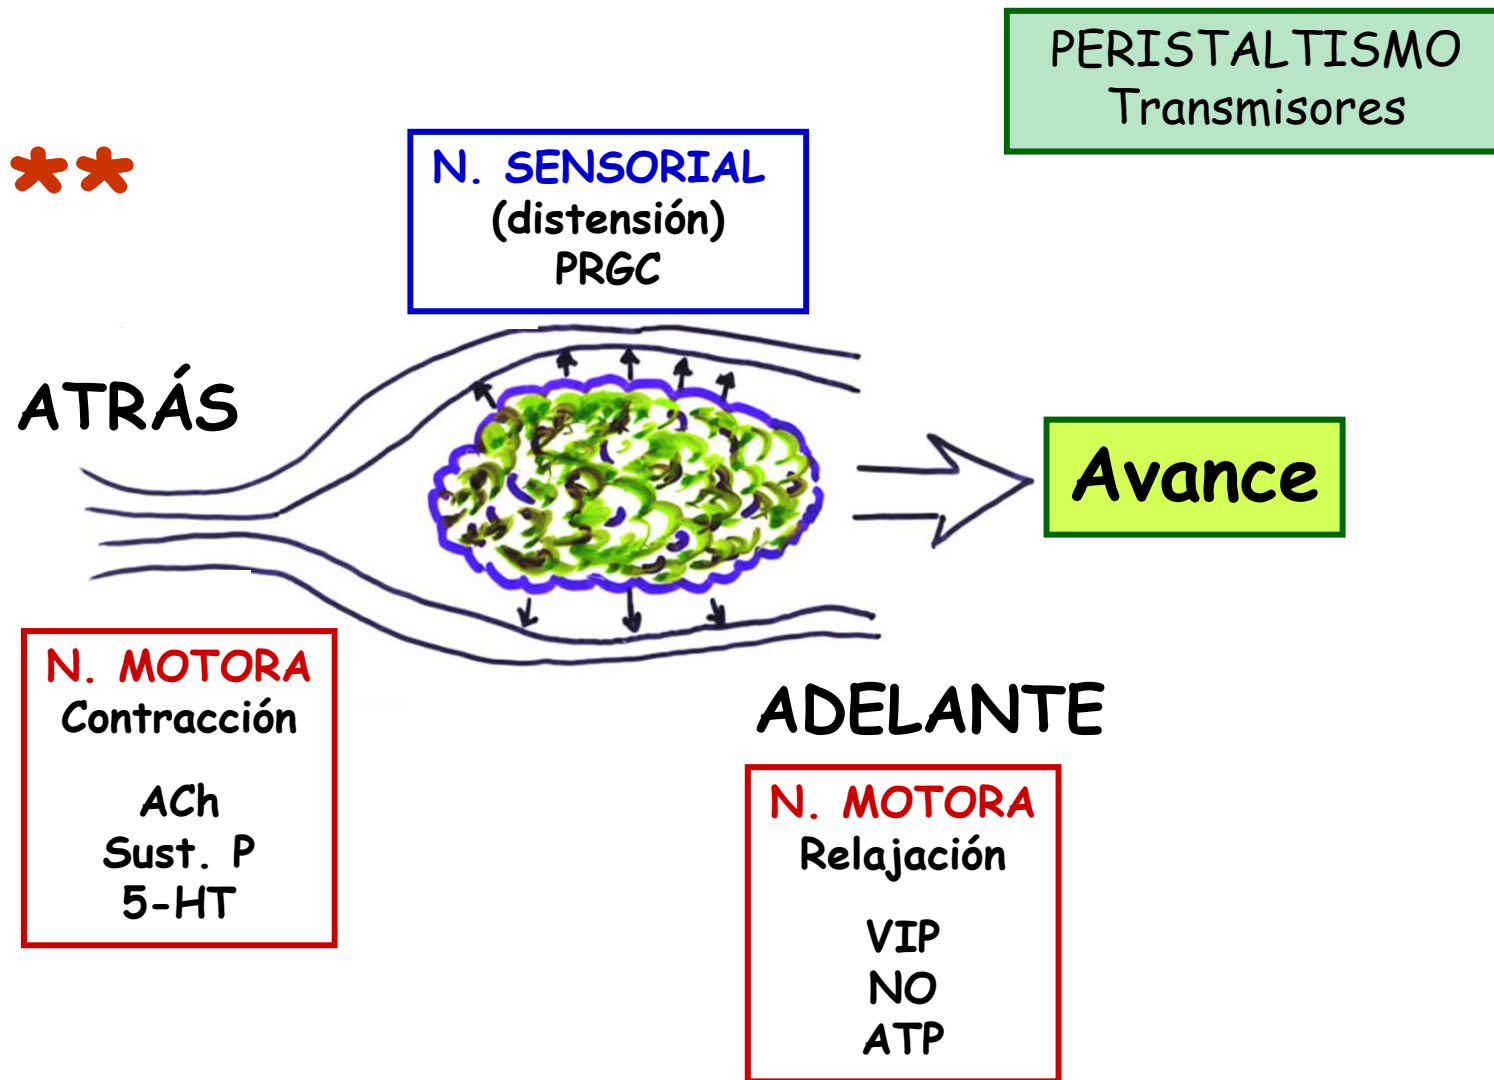 PERISTALTISMO
Transmisores
**
N. SENSORIAL
(distensión)
PRGC
ATRÁS
Avance
N. MOTORA
Contracción
ACh
Sust. P
5-HT
ADELANTE
N. MOTORA
Relajación
VIP
NO
ATP